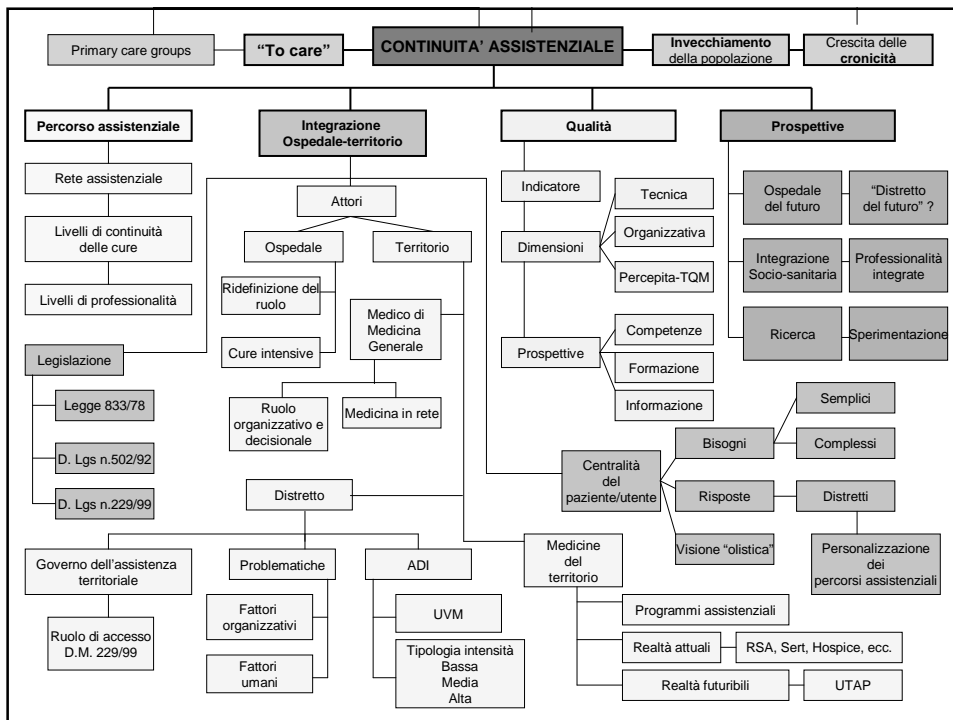 Primary care groups
“To care”
CONTINUITA’ ASSISTENZIALE
Invecchiamento
della popolazione
Crescita delle
cronicità
Percorso assistenziale
Rete assistenziale
Livelli di continuità
delle cure
Livelli di professionalità
Legislazione
Legge 833/78
D. Lgs n.502/92
D. Lgs n.229/99
Integrazione
Ospedale-territorio
Attori
Ospedale
Territorio
Ridefinizione del
ruolo
Cure intensive
Medico di
Medicina
Generale
Ruolo
organizzativo e
decisionale
Medicina in rete
Distretto
Governo dell’assistenza
territoriale
Ruolo di accesso
D.M. 229/99
Problematiche
Fattori
organizzativi
Fattori
umani
ADI
UVM
Tipologia intensità
Bassa
Media
Alta
Qualità
Indicatore
Dimensioni
Tecnica
Organizzativa
Percepita-TQM
Prospettive
Competenze
Formazione
Informazione
Prospettive
Ospedale
del futuro
“Distretto
del futuro” ?
Integrazione
Socio-sanitaria
Professionalità
integrate
Ricerca
Sperimentazione
Centralità
del
paziente/utente
Bisogni
Semplici
Complessi
Risposte
Distretti
Visione “olistica”
Personalizzazione
dei
percorsi assistenziali
Medicine
del
territorio
Programmi assistenziali
Realtà attuali
RSA, Sert, Hospice, ecc.
Realtà futuribili
UTAP